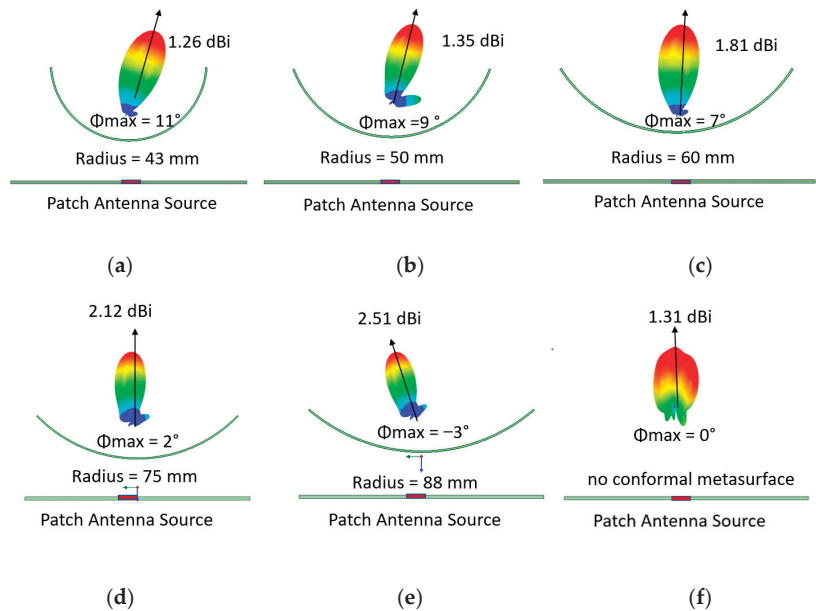 1.26 dBi
Φmax = 11°
Radius = 43 mm
Patch Antenna Source
(a)
1.35 dBi
Φmax =9 °
Radius = 50 mm
Patch Antenna Source
(b)
1.81 dBi
Φmax = 7°
Radius = 60 mm
Patch Antenna Source
(c)
2.12 dBi
Φmax = 2°
Radius = 75 mm
Patch Antenna Source
(d)
2.51 dBi
Φmax = −3°
Radius = 88 mm
Patch Antenna Source
(e)
1.31 dBi
Φmax = 0°
no conformal metasurface
Patch Antenna Source
(f)